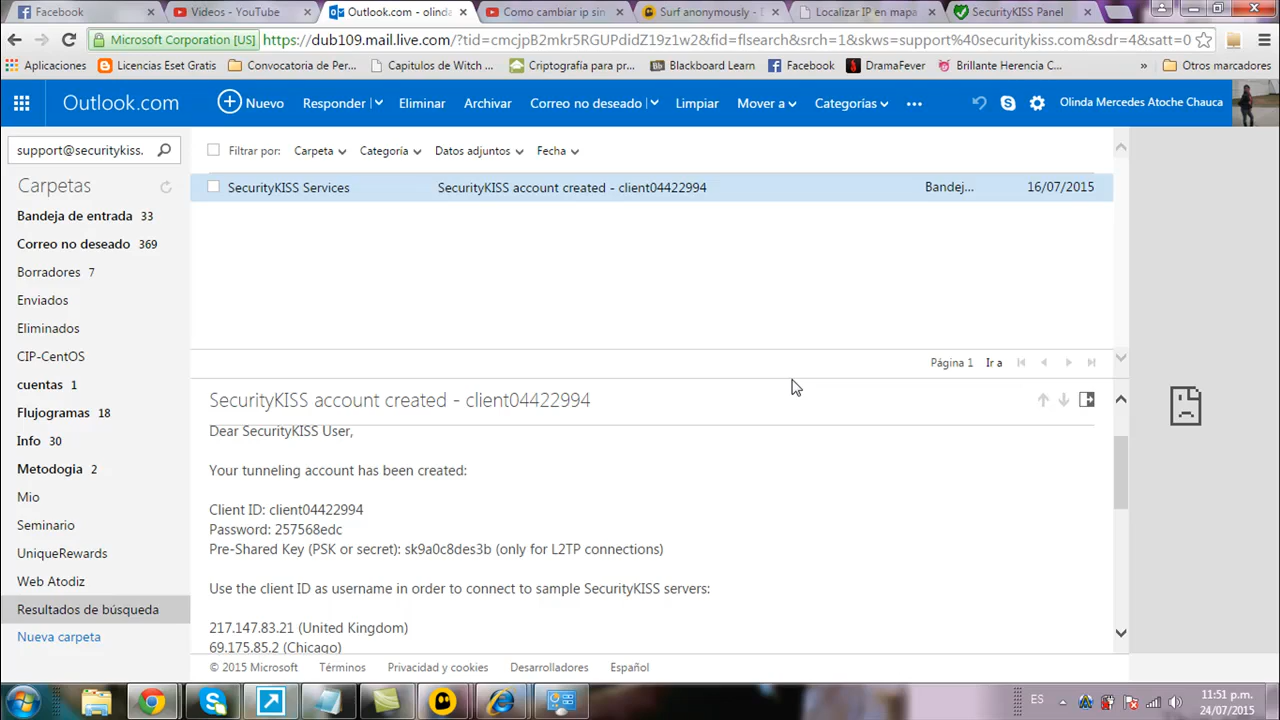 Facebook
Videos - YouTube
Outlook.com - olinda
Como cambiar ip sin
Surf anonymously - E
Localizar IP en mapa
SecurityKISS Panel
Microsoft Corporation [US]
https://dub109.mail.live.com/?tid=cmcjpB2mkr5RGUPdidZ19z1w2&fid=flsearch&srch=1&skws=support%40securitykiss.com&sdr=4&satt=0
Aplicaciones
Licencias Eset Gratis
Convocatoria de Per...
Capitulos de Witch ...
Criptografía para pr...
Blackboard Learn
Facebook
DramaFever
Brillante Herencia C...
»
Otros marcadores
Outlook.com
Nuevo
Responder
Eliminar
Archivar
Correo no deseado
Limpiar
Mover a
Categorías
...
Olinda Mercedes Atoche Chauca
support@securitykiss.
Filtrar por:
Carpeta
Categoría
Datos adjuntos
Fecha
Carpetas
SecurityKISS Services
SecurityKISS account created - client04422994
Bandej...
16/07/2015
Bandeja de entrada 33
Correo no deseado 369
Borradores 7
Enviados
Eliminados
CIP-CentOS
cuentas 1
Flujogramas 18
Info 30
Metodogia 2
Mio
Seminario
UniqueRewards
Web Atodiz
Resultados de búsqueda
Nueva carpeta
Página 1
Ir a
SecurityKISS account created - client04422994
Dear SecurityKISS User,
Your tunneling account has been created:
Client ID: client04422994
Password: 257568edc
Pre-Shared Key (PSK or secret): sk9a0c8des3b (only for L2TP connections)
Use the client ID as username in order to connect to sample SecurityKISS servers:
217.147.83.21 (United Kingdom)
69.175.85.2 (Chicago)
© 2015 Microsoft
Términos
Privacidad y cookies
Desarrolladores
Español
ES
11:51 p.m.
24/07/2015